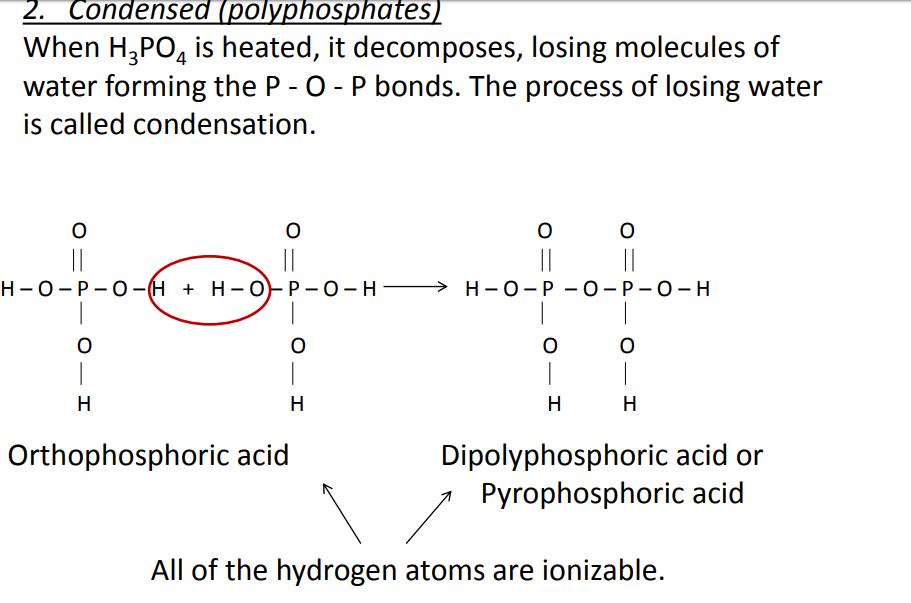 2. Condensed (polyphosphates)
When H₃PO₄ is heated, it decomposes, losing molecules of
water forming the P - O - P bonds. The process of losing water
is called condensation.
O O O O
|| || || ||
H – O – P – O – H + H – O – P – O – H ⟶ H – O – P – O – P – O – H
| | | |
O O O O
| | | |
H H H H
Orthophosphoric acid Dipolyphosphoric acid or
Pyrophosphoric acid
All of the hydrogen atoms are ionizable.